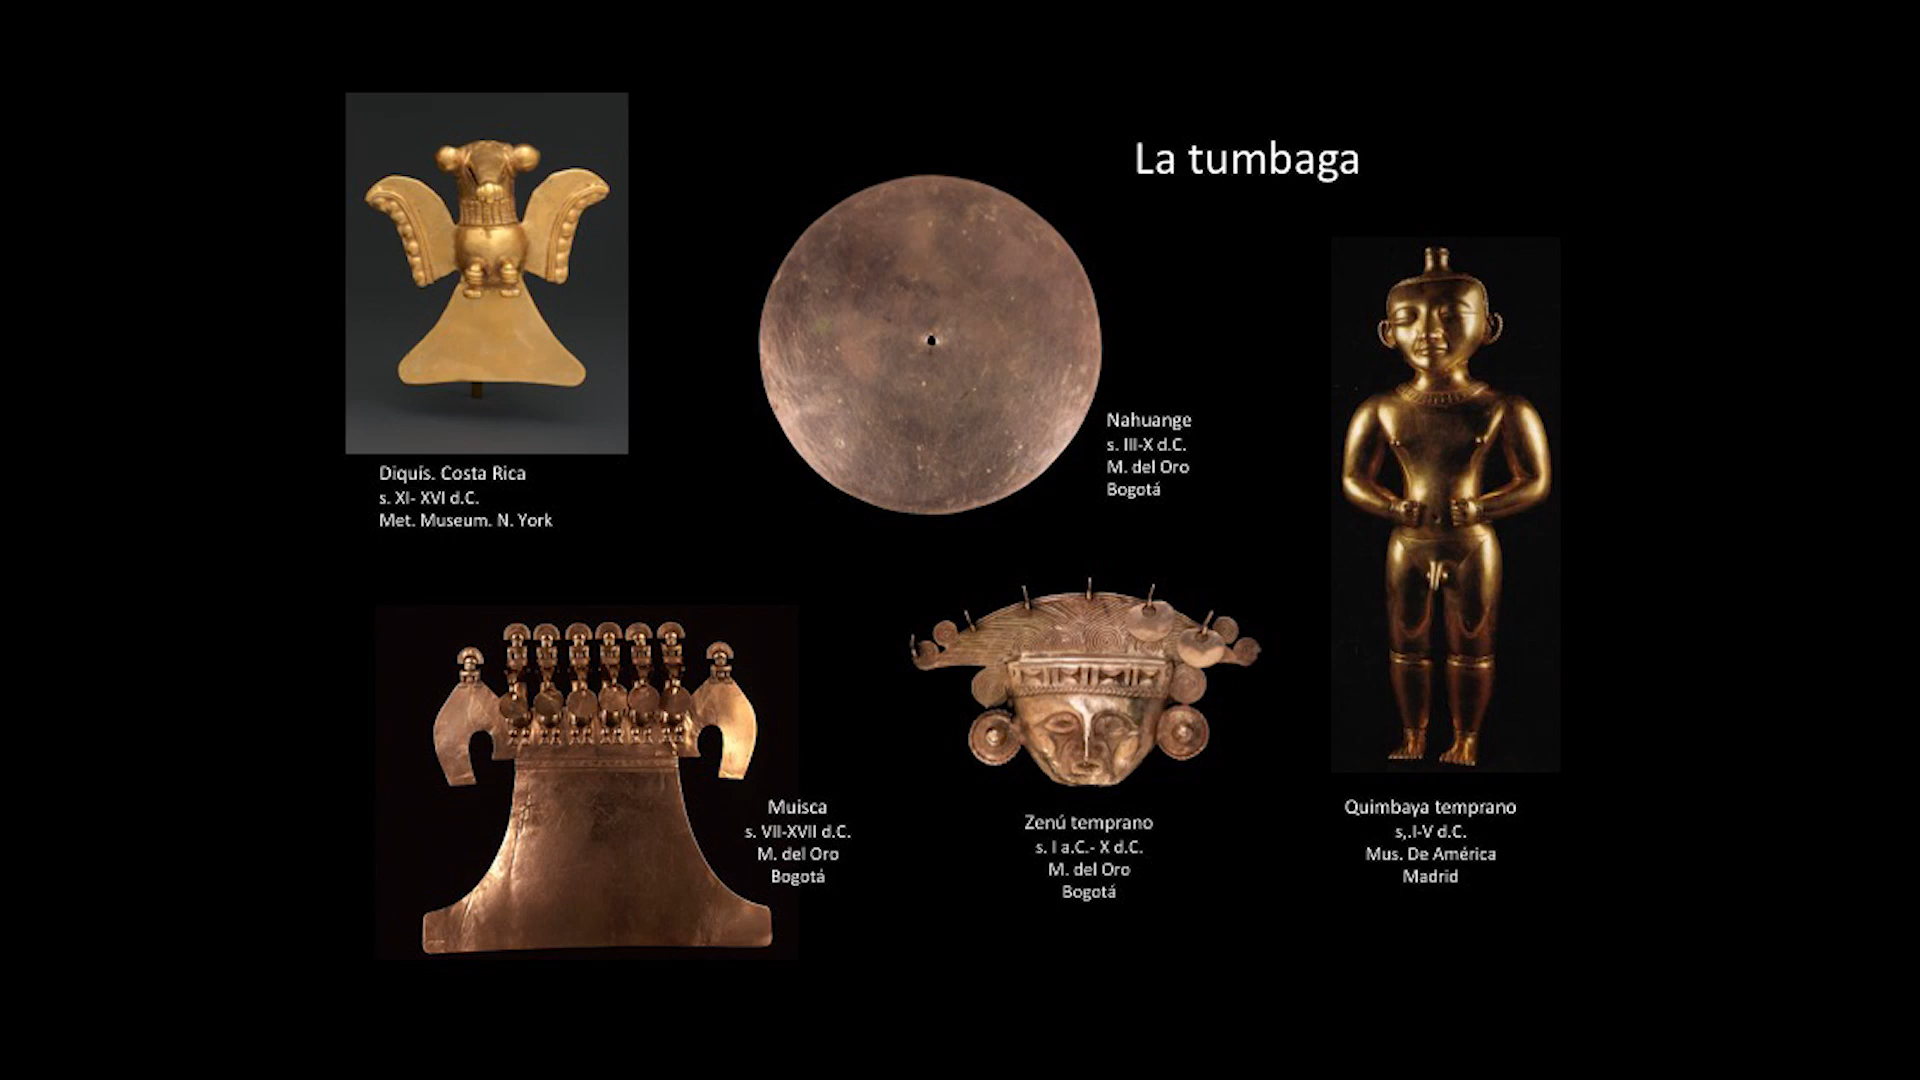 La tumbaga
Diquís. Costa Rica
s. XI- XVI d.C.
Met. Museum. N. York
Nahuange
s. III-X d.C.
M. del Oro
Bogotá
Muisca
s. VII-XVII d.C.
M. del Oro
Bogotá
Zenú temprano
s. I a.C.- X d.C.
M. del Oro
Bogotá
Quimbaya temprano
s,.I-V d.C.
Mus. De América
Madrid